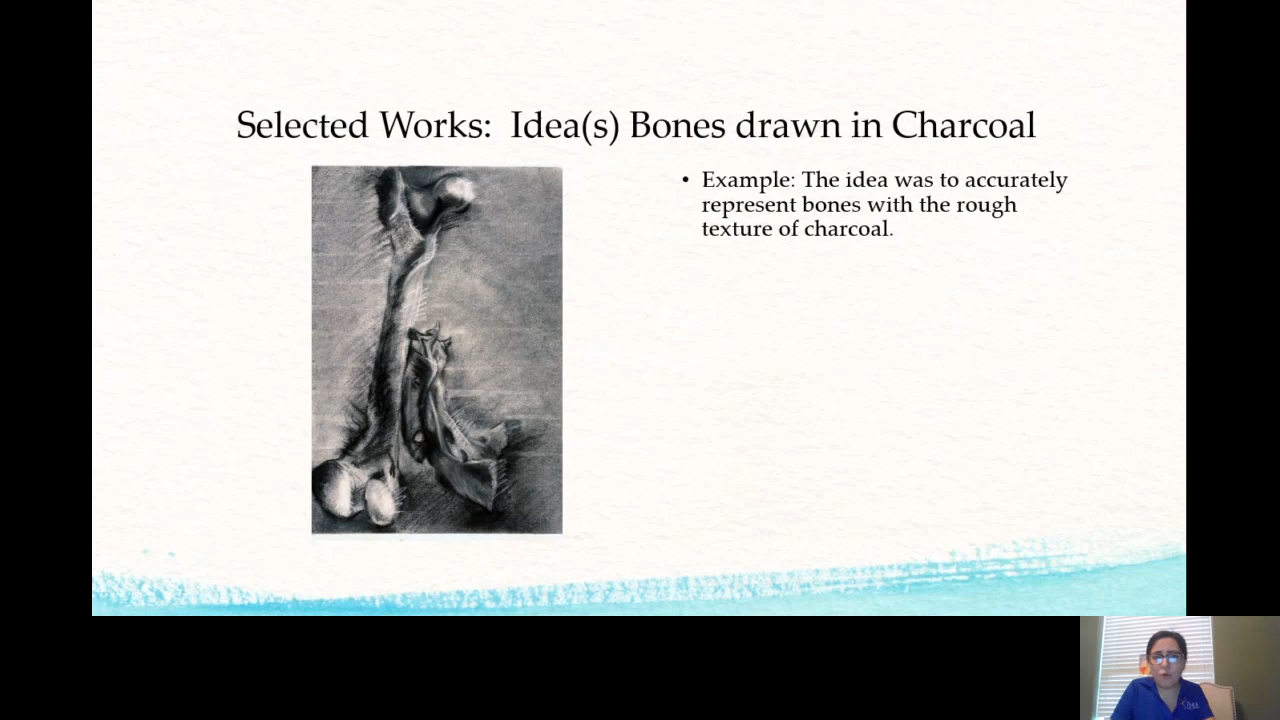 Selected Works:  Idea(s) Bones drawn in Charcoal
• Example: The idea was to accurately
represent bones with the rough
texture of charcoal.